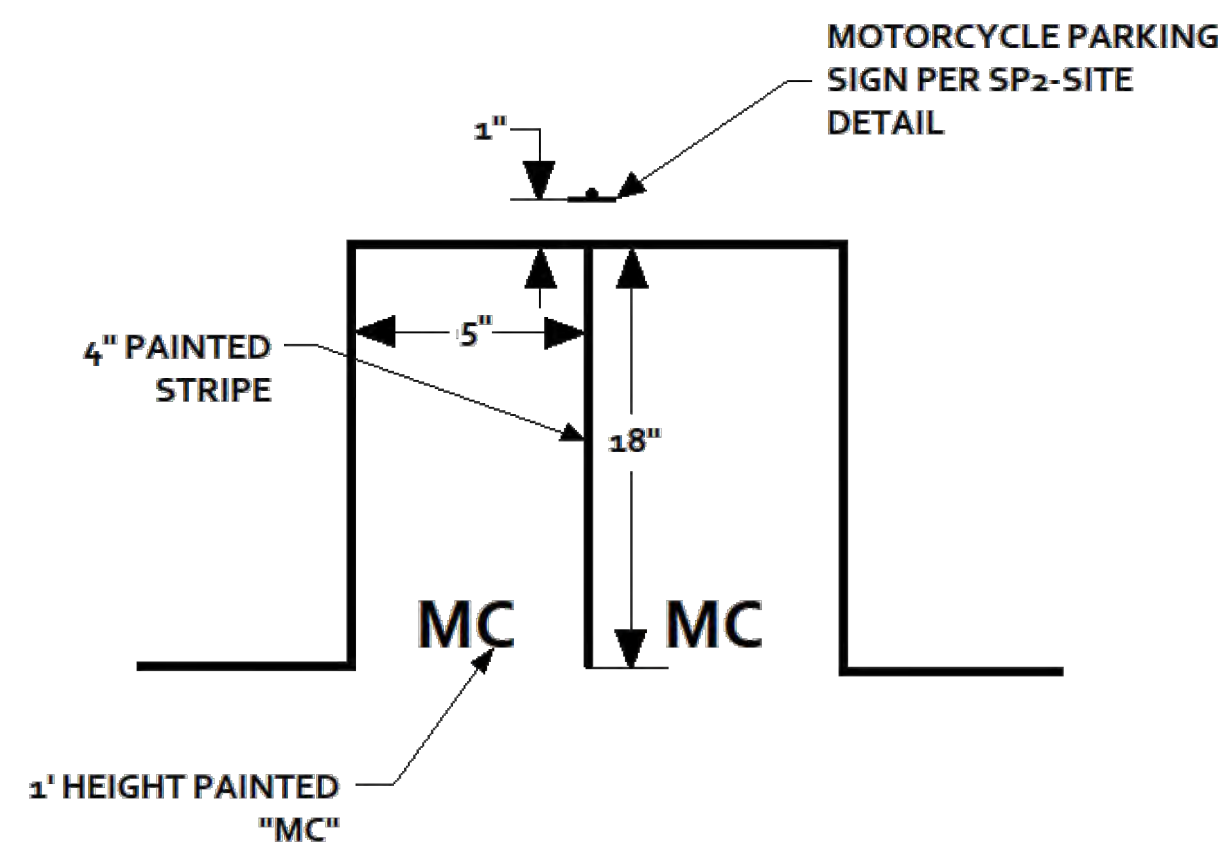 MOTORCYCLE PARKING
SIGN PER SP2-SITE
DETAIL
1"
5"
4" PAINTED
STRIPE
18"
MC MC
1' HEIGHT PAINTED
"MC"